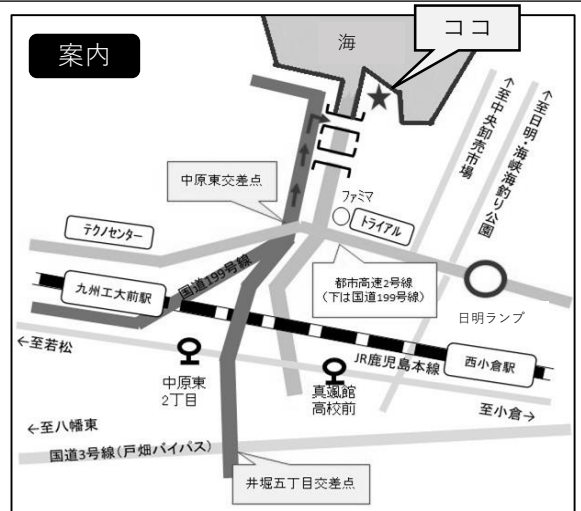 案内
海
ココ
↑至中央卸売市場
↑至日明・海峡海釣り公園
中原東交差点
ファミマ
トライアル
テクノセンター
国道199号線
都市高速2号線
(下は国道199号線)
九州工大前駅
日明ランプ
←至若松
JR鹿児島本線
西小倉駅
中原東
2丁目
真颯館
高校前
至小倉→
←至八幡東
国道3号線(戸畑バイパス)
井堀五丁目交差点